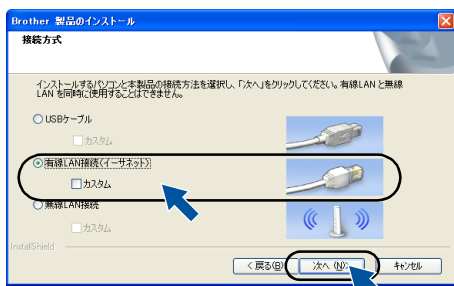 Brother 製品のインストール
接続方式
インストールするパソコンと本製品の接続方法を選択し、「次へ」をクリックしてください。有線LAN と無線
LAN を同時に使用することはできません。
USBケーブル
カスタム
有線LAN接続(イーサネット)
カスタム
無線LAN接続
カスタム
InstallShield
< 戻る(B)
次へ (N)>
キャンセル